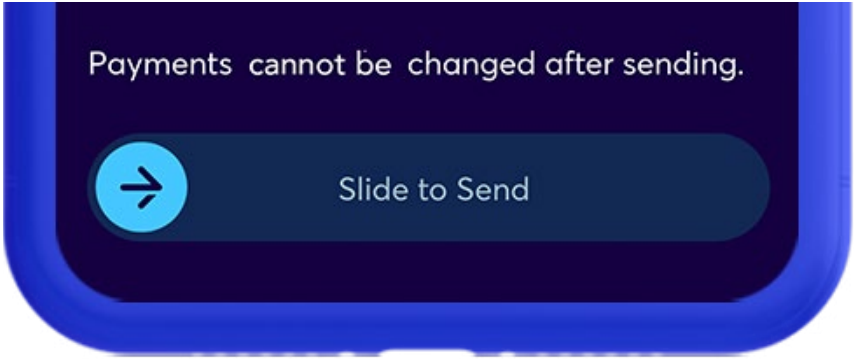 Payments cannot be changed after sending.
Slide to Send